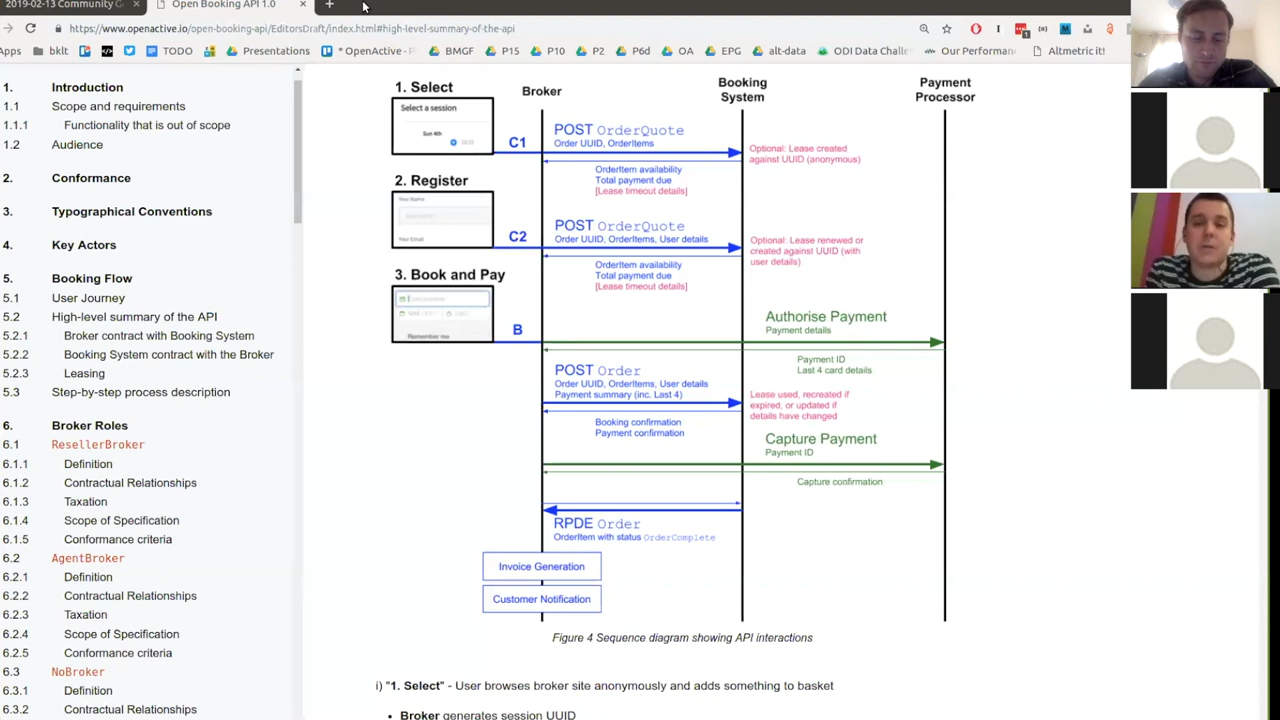 2019-02-13 Community G
Open Booking API 1.0
https://www.openactive.io/open-booking-api/EditorsDraft/index.html#high-level-summary-of-the-api
Apps
bklt
TODO
Presentations
* OpenActive - P
BMGF
P15
P10
P2
P6d
OA
EPG
alt-data
ODI Data Challe
Our Performan
Altmetric it!
1. Introduction
1.1 Scope and requirements
1.1.1 Functionality that is out of scope
1.2 Audience
2. Conformance
3. Typographical Conventions
4. Key Actors
5. Booking Flow
5.1 User Journey
5.2 High-level summary of the API
5.2.1 Broker contract with Booking System
5.2.2 Booking System contract with the Broker
5.2.3 Leasing
5.3 Step-by-step process description
6. Broker Roles
6.1 ResellerBroker
6.1.1 Definition
6.1.2 Contractual Relationships
6.1.3 Taxation
6.1.4 Scope of Specification
6.1.5 Conformance criteria
6.2 AgentBroker
6.2.1 Definition
6.2.2 Contractual Relationships
6.2.3 Taxation
6.2.4 Scope of Specification
6.2.5 Conformance criteria
6.3 NoBroker
6.3.1 Definition
6.3.2 Contractual Relationships
Broker
Booking
System
Payment
Processor
1. Select
Select a session
Sun 4th
C1
POST OrderQuote
Order UUID, OrderItems
Optional: Lease created
against UUID (anonymous)
OrderItem availability
Total payment due
[Lease timeout details]
2. Register
Your Name
Your Email
C2
POST OrderQuote
Order UUID, OrderItems, User details
Optional: Lease renewed or
created against UUID (with
user details)
OrderItem availability
Total payment due
[Lease timeout details]
3. Book and Pay
Remember me
B
Authorise Payment
Payment details
Payment ID
Last 4 card details
POST Order
Order UUID, OrderItems, User details
Payment summary (inc. Last 4)
Lease used, recreated if
expired, or updated if
details have changed
Booking confirmation
Payment confirmation
Capture Payment
Payment ID
Capture confirmation
RPDE Order
OrderItem with status OrderComplete
Invoice Generation
Customer Notification
Figure 4 Sequence diagram showing API interactions
i) "1. Select" - User browses broker site anonymously and adds something to basket
• Broker generates session UUID